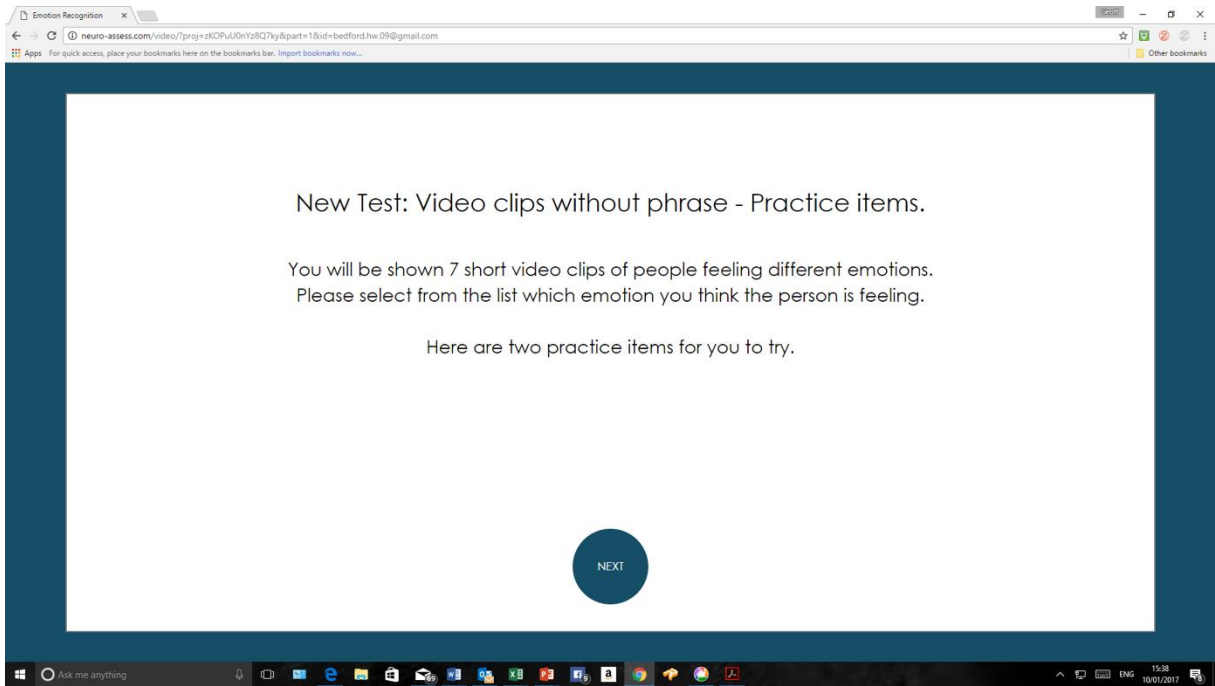 Emotion Recognition
neuro-assess.com/video/?proj=zKOPuU0nYz8Q7ky&part=1&id=bedford.hw.09@gmail.com
Apps For quick access, place your bookmarks here on the bookmarks bar. Import bookmarks now... Other bookmarks
New Test: Video clips without phrase - Practice items.
You will be shown 7 short video clips of people feeling different emotions.
Please select from the list which emotion you think the person is feeling.
Here are two practice items for you to try.
NEXT
Ask me anything
ENG
15:38
10/01/2017